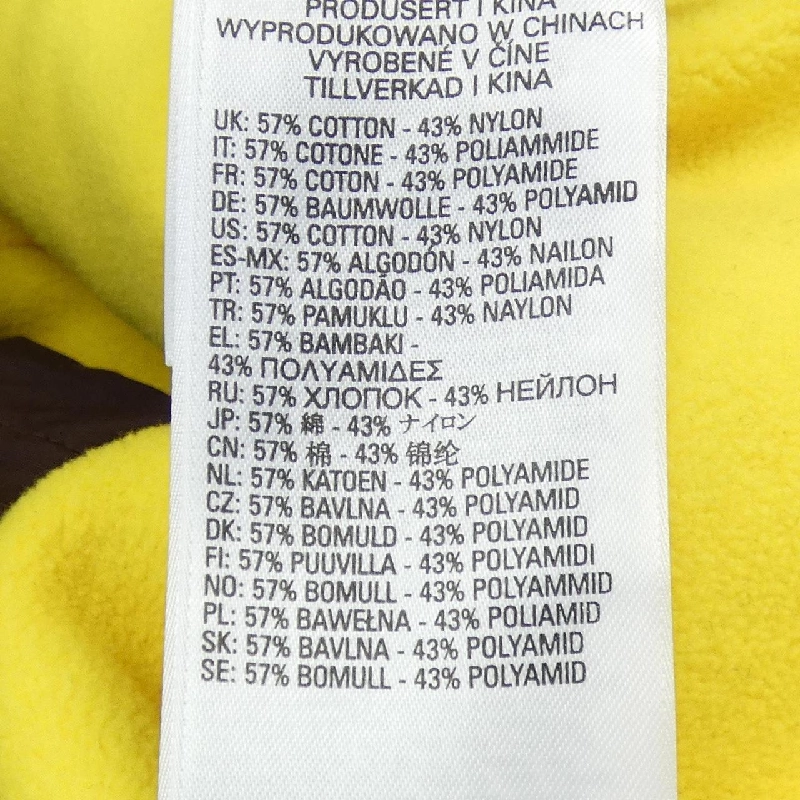 PRODUSERT I KINA
WYPRODUKOWANO W CHINACH
VYROBENÉ V ČÍNE
TILLVERKAD I KINA
UK: 57% COTTON - 43% NYLON
IT: 57% COTONE - 43% POLIAMMIDE
FR: 57% COTON - 43% POLYAMIDE
DE: 57% BAUMWOLLE - 43% POLYAMID
US: 57% COTTON - 43% NYLON
ES-MX: 57% ALGODÓN - 43% NAILON
PT: 57% ALGODÃO - 43% POLIAMIDA
TR: 57% PAMUKLU - 43% NAYLON
EL: 57% BAMBAKI -
43% ΠΟΛΥΑΜΙΔΕΣ
RU: 57% ХЛОПОК - 43% НЕЙЛОН
JP: 57% 綿 - 43% ナイロン
CN: 57% 棉 - 43% 锦纶
NL: 57% KATOEN - 43% POLYAMIDE
CZ: 57% BAVLNA - 43% POLYAMID
DK: 57% BOMULD - 43% POLYAMID
FI: 57% PUUVILLA - 43% POLYAMIDI
NO: 57% BOMULL - 43% POLYAMMID
PL: 57% BAWEŁNA - 43% POLIAMID
SK: 57% BAVLNA - 43% POLYAMID
SE: 57% BOMULL - 43% POLYAMID